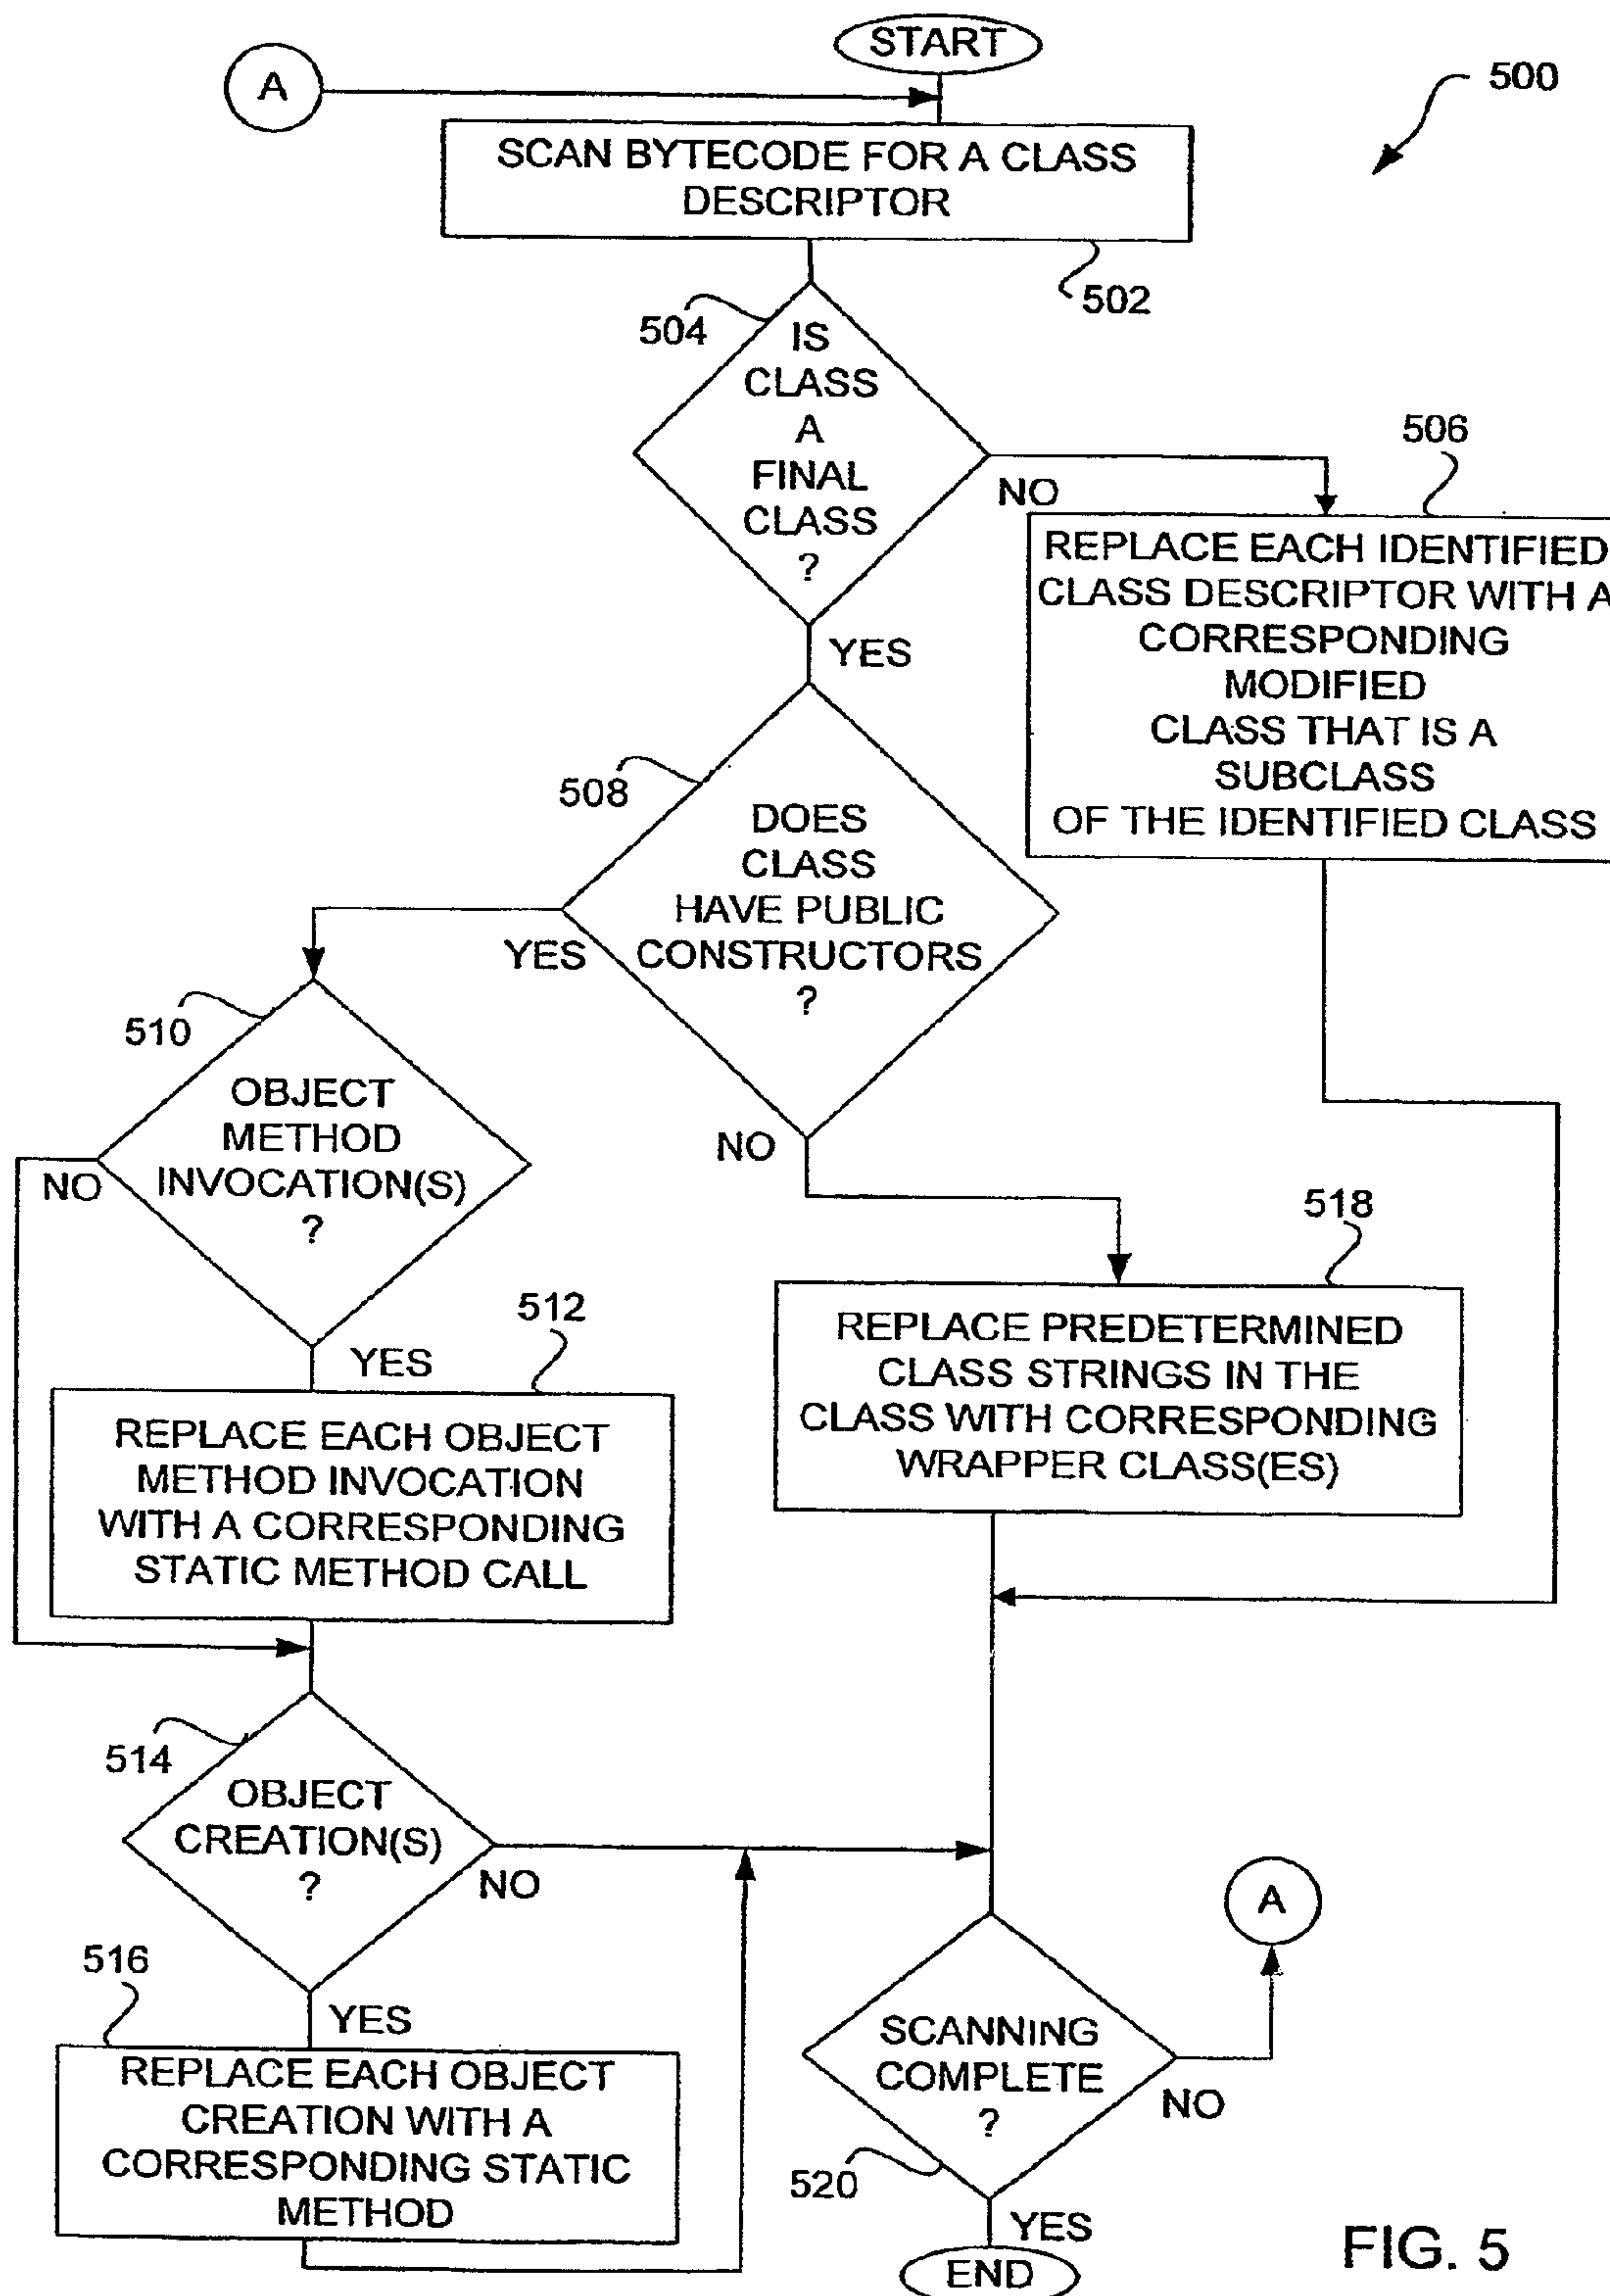 START
A
500
SCAN BYTECODE FOR A CLASS
DESCRIPTOR
502
504
IS
CLASS
A
FINAL
CLASS
?
NO
YES
506
REPLACE EACH IDENTIFIED
CLASS DESCRIPTOR WITH A
CORRESPONDING
MODIFIED
CLASS THAT IS A
SUBCLASS
OF THE IDENTIFIED CLASS
508
DOES
CLASS
HAVE PUBLIC
CONSTRUCTORS
?
YES
NO
510
OBJECT
METHOD
INVOCATION(S)
?
NO
YES
512
REPLACE EACH OBJECT
METHOD INVOCATION
WITH A CORRESPONDING
STATIC METHOD CALL
518
REPLACE PREDETERMINED
CLASS STRINGS IN THE
CLASS WITH CORRESPONDING
WRAPPER CLASS(ES)
514
OBJECT
CREATION(S)
?
NO
YES
516
REPLACE EACH OBJECT
CREATION WITH A
CORRESPONDING STATIC
METHOD
A
SCANNING
COMPLETE
?
NO
520
YES
END
FIG. 5